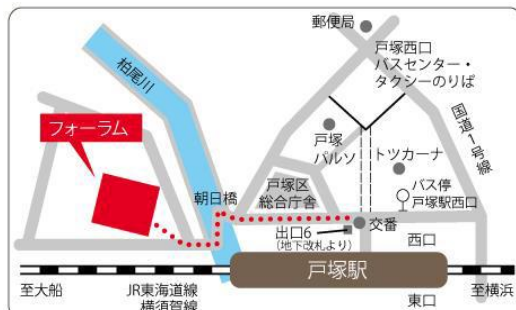 郵便局
戸塚西口
バスセンター・
タクシーのりば
柏尾川
国道1号線
フォーラム
戸塚
パルソ
トツカーナ
戸塚区
総合庁舎
バス停
戸塚駅西口
朝日橋
出口6
(地下改札より)
交番
西口
戸塚駅
至大船
JR東海道線
横須賀線
至横浜
東口